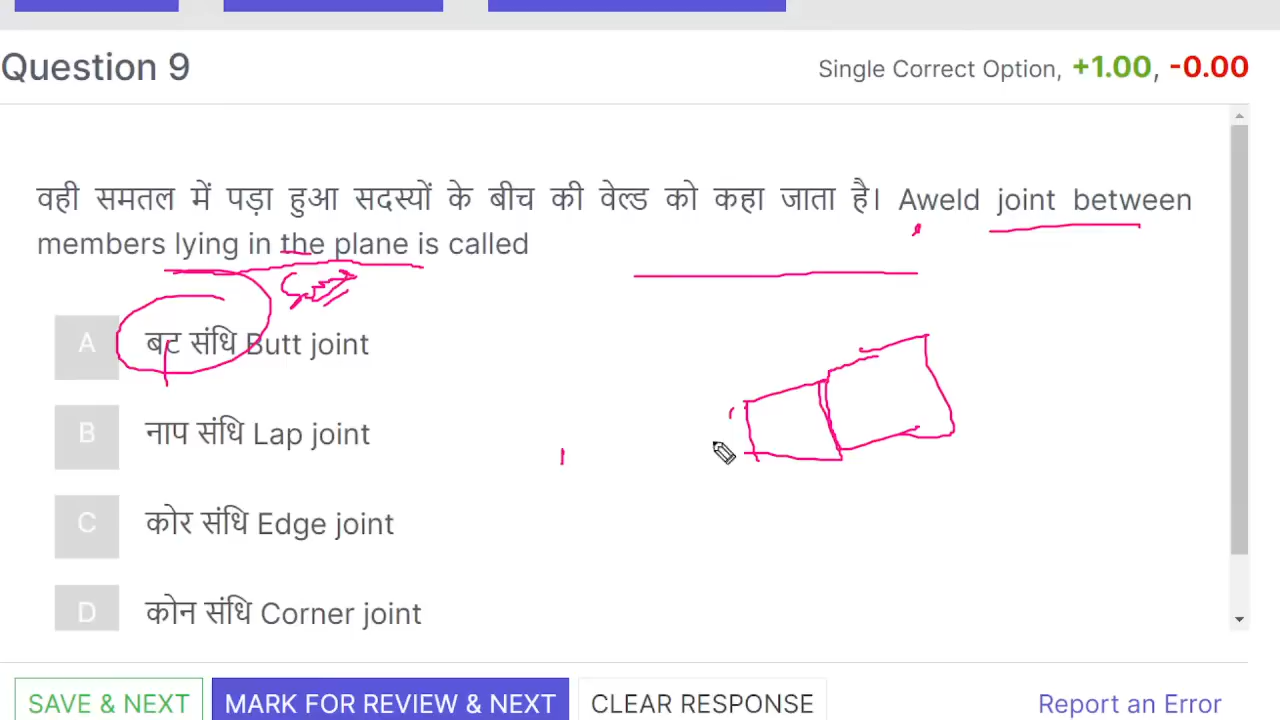 Question 9
Single Correct Option, +1.00, -0.00
वही समतल में पड़ा हुआ सदस्यों के बीच की वेल्ड को कहा जाता है। Aweld joint between
members lying in the plane is called
A बट संधि Butt joint
B नाप संधि Lap joint
C कोर संधि Edge joint
D कोन संधि Corner joint
SAVE & NEXT MARK FOR REVIEW & NEXT CLEAR RESPONSE Report an Error